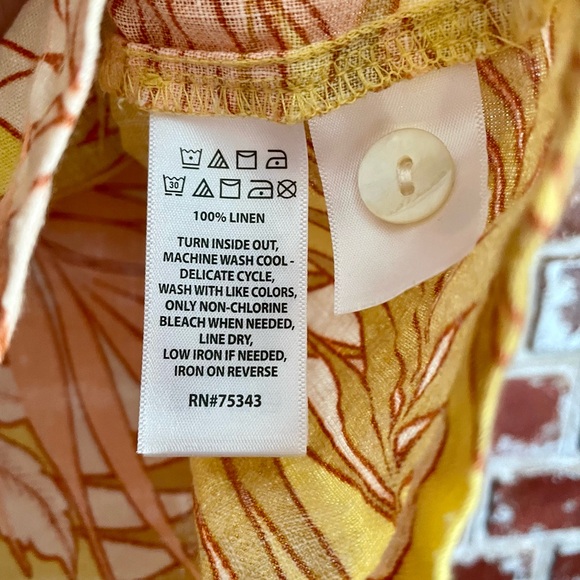 30
100% LINEN
TURN INSIDE OUT,
MACHINE WASH COOL -
DELICATE CYCLE,
WASH WITH LIKE COLORS,
ONLY NON-CHLORINE
BLEACH WHEN NEEDED,
LINE DRY,
LOW IRON IF NEEDED,
IRON ON REVERSE
RN#75343